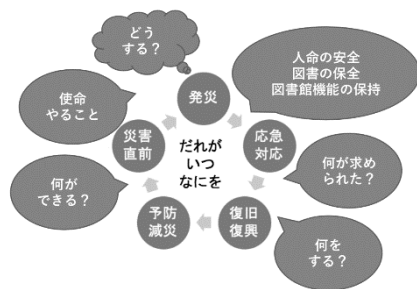 どう
する？
人命の安全
図書の保全
図書館機能の保持
使命
やること
発災
災害
直前
だれが
いつ
なにを
応急
対応
何が
できる？
何が求め
られた？
予防
減災
復旧
復興
何を
する？